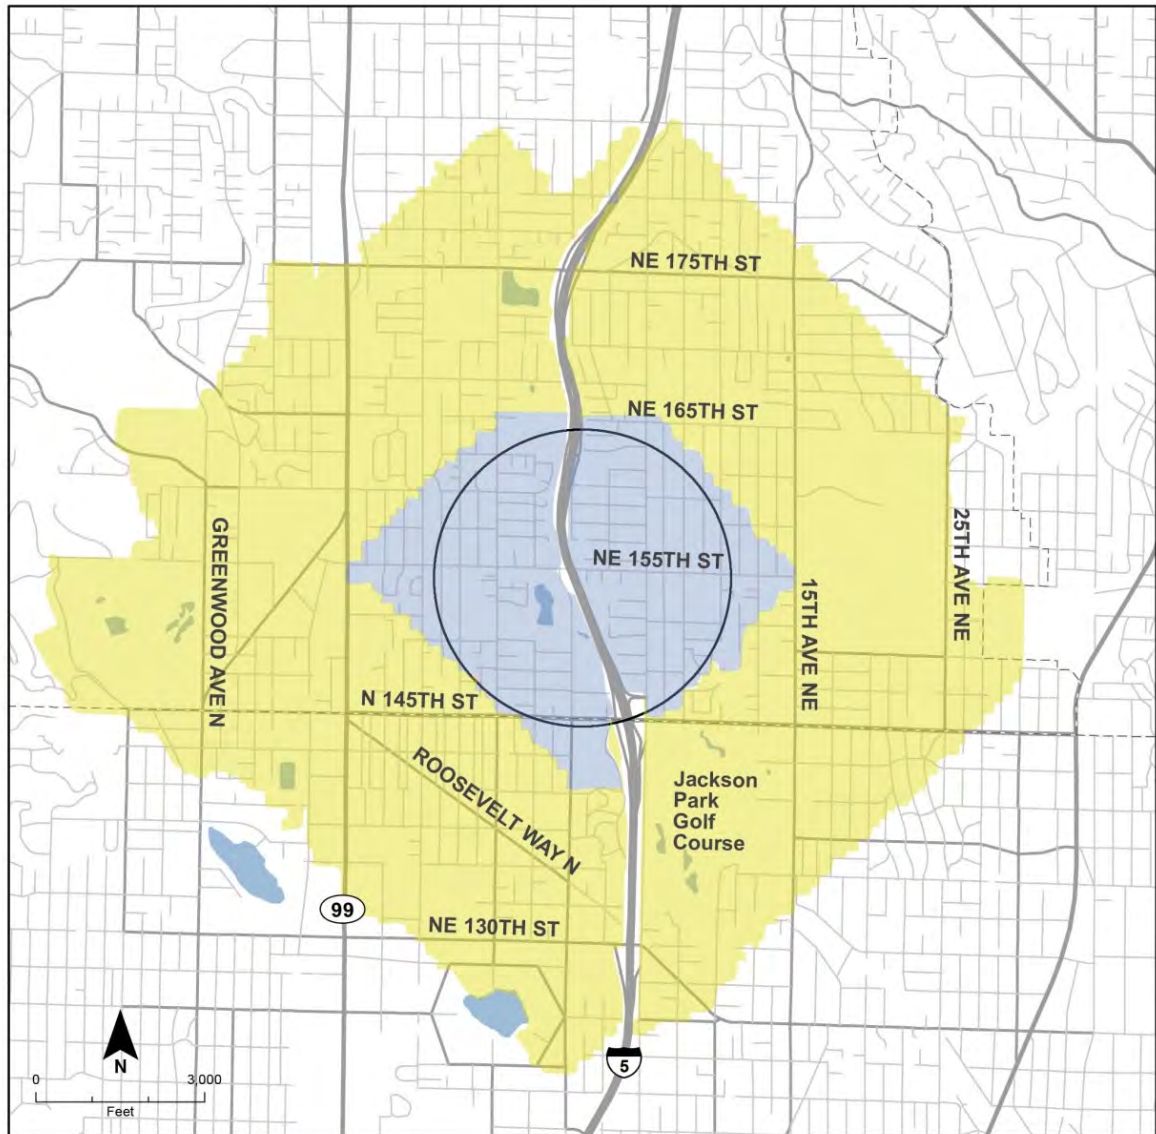 NE 175TH ST
NE 165TH ST
NE 155TH ST
GREENWOOD AVE N
25TH AVE NE
15TH AVE NE
N 145TH ST
ROOSEVELT WAY N
Jackson
Park
Golf
Course
99
NE 130TH ST
N
0 3,000
Feet
5